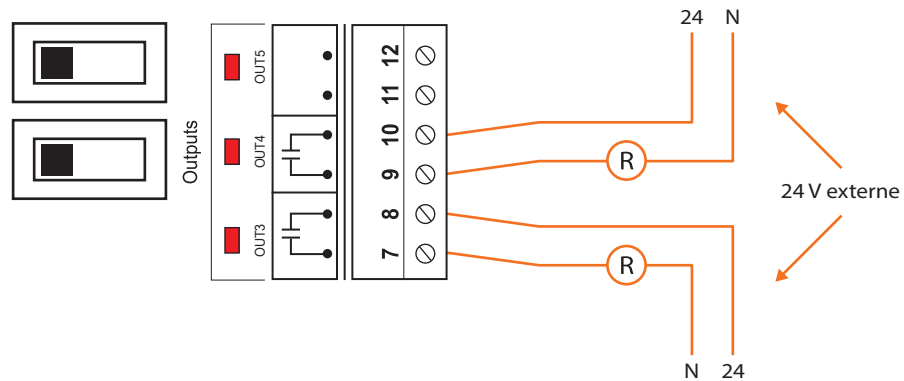 24 N
Outputs
OUT5
OUT4
OUT3
12
11
10
9
8
7
R
R
24 V externe
N 24